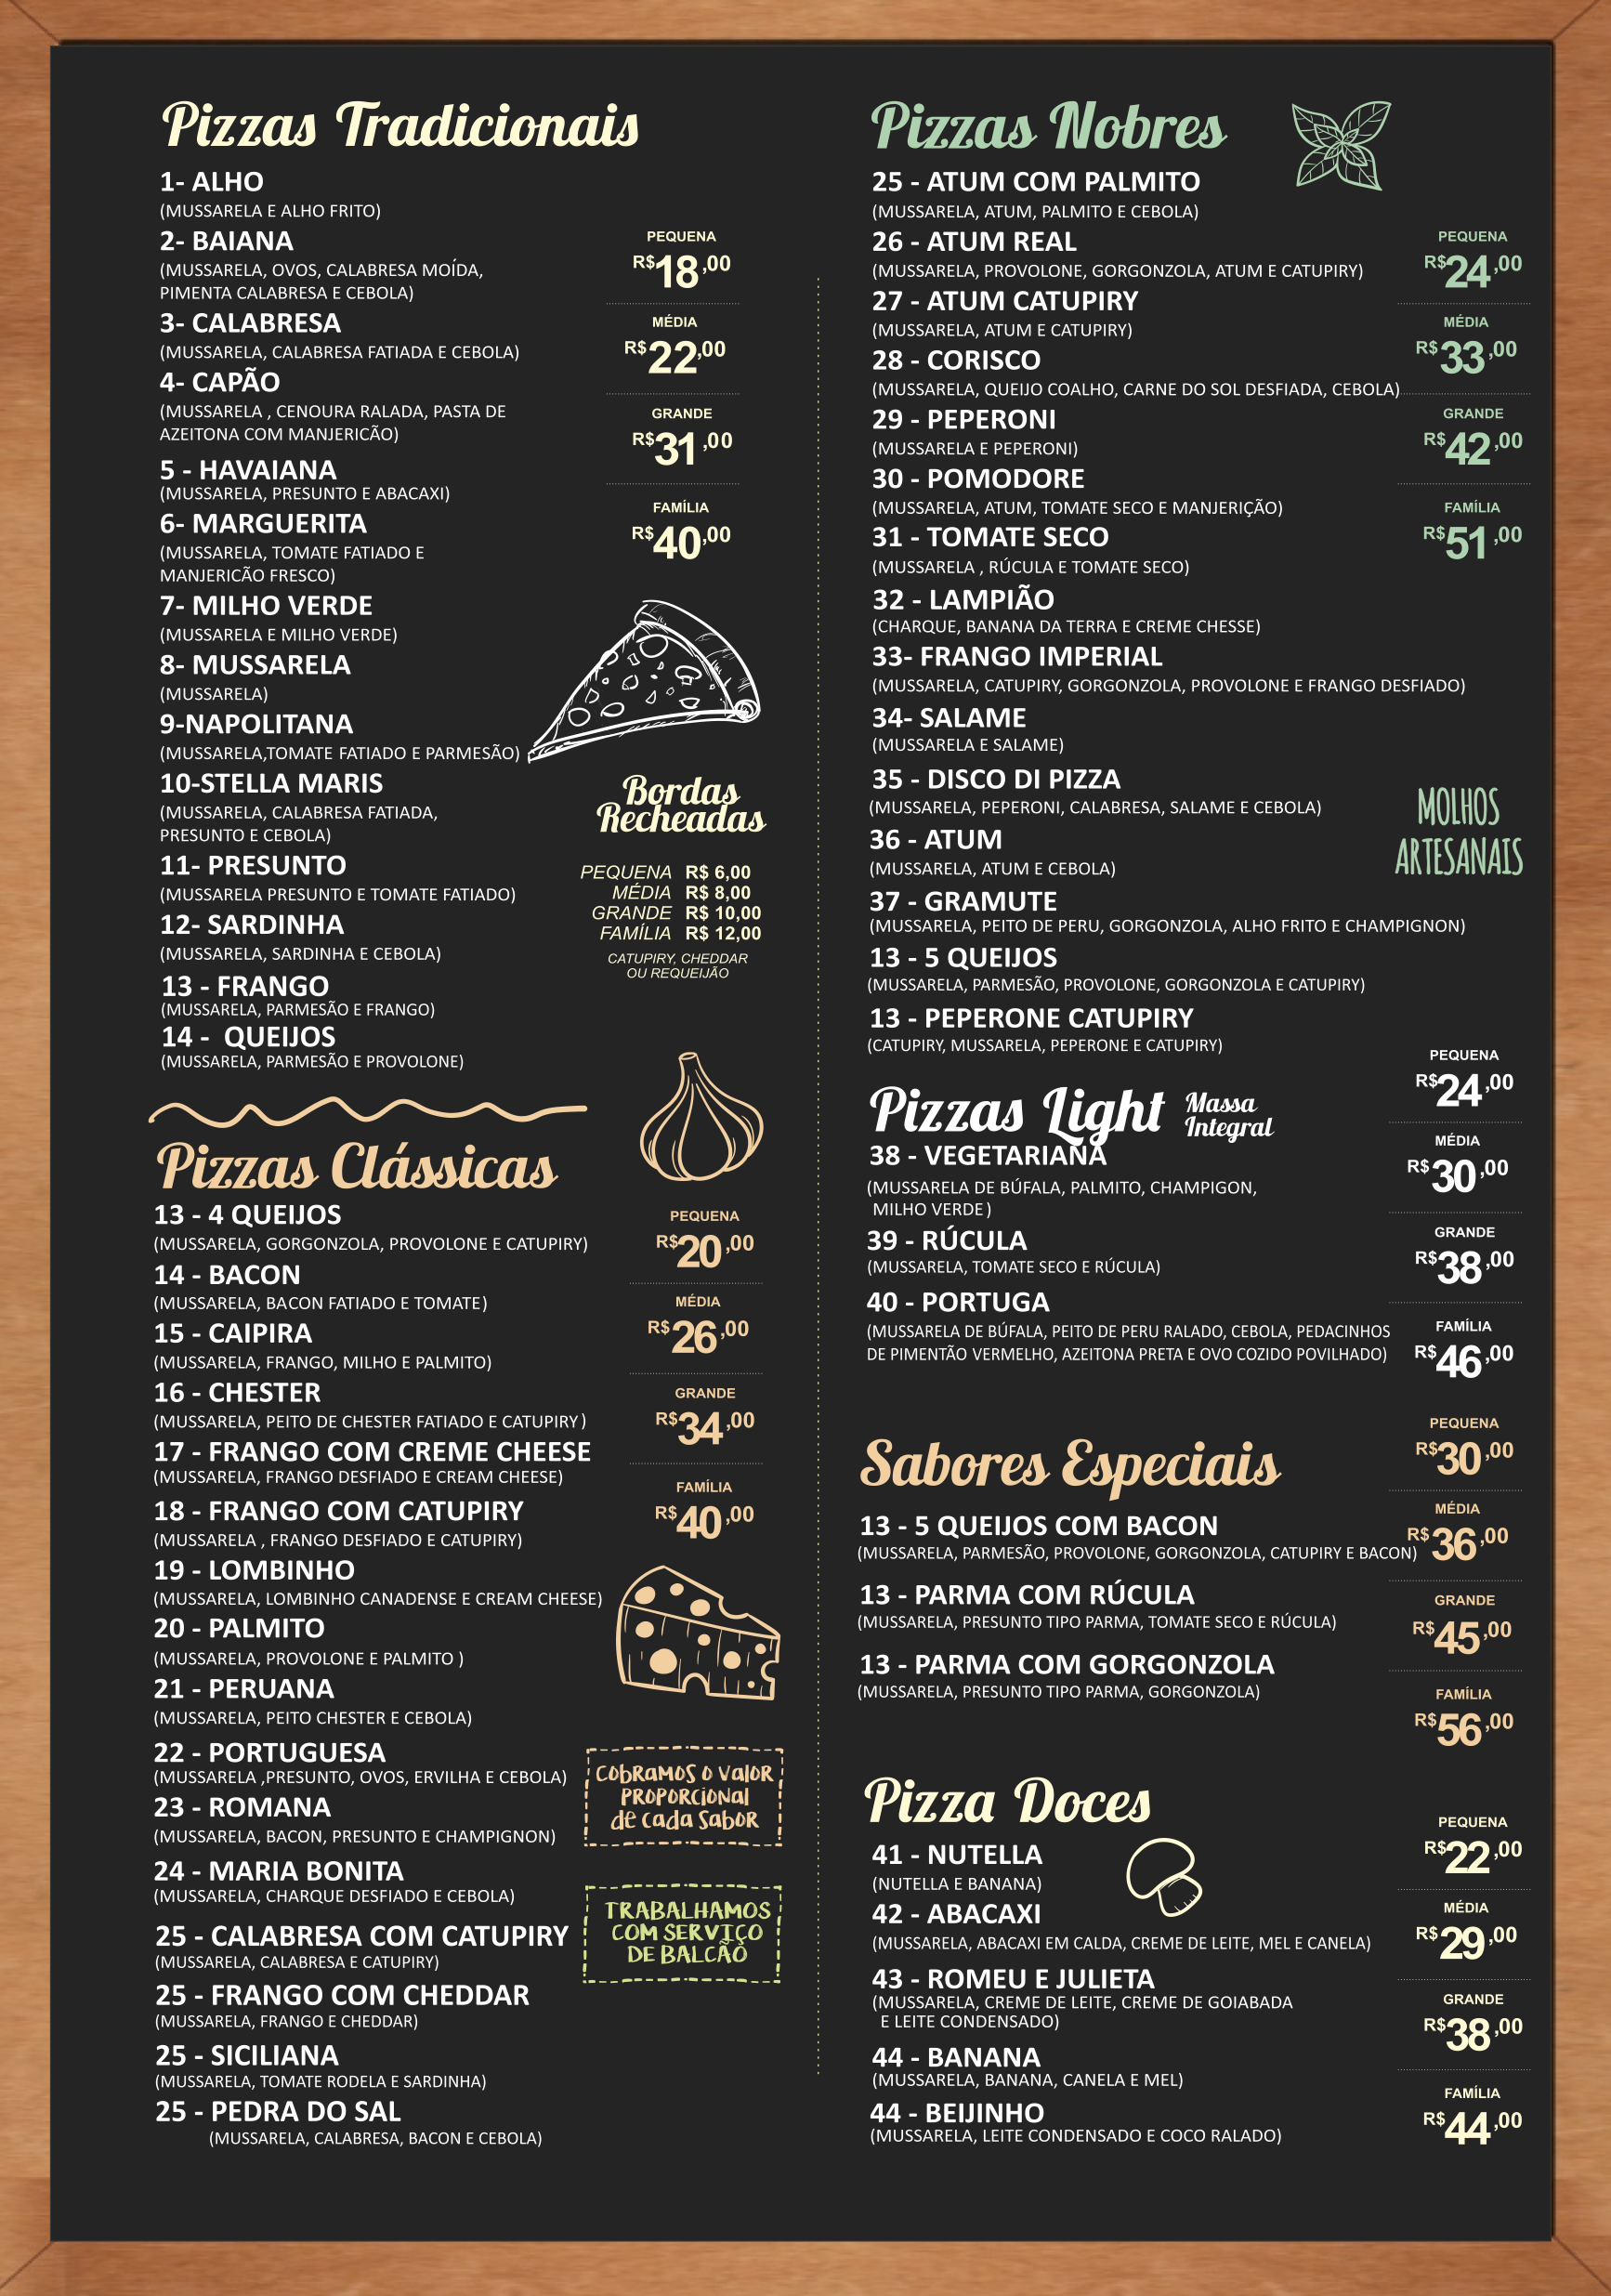 Pizzas Tradicionais
1- ALHO
(MUSSARELA E ALHO FRITO)
2- BAIANA
(MUSSARELA, OVOS, CALABRESA MOÍDA,
PIMENTA CALABRESA E CEBOLA)
3- CALABRESA
(MUSSARELA, CALABRESA FATIADA E CEBOLA)
4- CAPÃO
(MUSSARELA , CENOURA RALADA, PASTA DE
AZEITONA COM MANJERICÃO)
5 - HAVAIANA
(MUSSARELA, PRESUNTO E ABACAXI)
6- MARGUERITA
(MUSSARELA, TOMATE FATIADO E
MANJERICÃO FRESCO)
7- MILHO VERDE
(MUSSARELA E MILHO VERDE)
8- MUSSARELA
(MUSSARELA)
9-NAPOLITANA
(MUSSARELA,TOMATE FATIADO E PARMESÃO)
10-STELLA MARIS
(MUSSARELA, CALABRESA FATIADA,
PRESUNTO E CEBOLA)
11- PRESUNTO
(MUSSARELA PRESUNTO E TOMATE FATIADO)
12- SARDINHA
(MUSSARELA, SARDINHA E CEBOLA)
13 - FRANGO
(MUSSARELA, PARMESÃO E FRANGO)
14 - QUEIJOS
(MUSSARELA, PARMESÃO E PROVOLONE)
PEQUENA
R$18,00
MÉDIA
R$22,00
GRANDE
R$31,00
FAMÍLIA
R$40,00
Bordas
Recheadas
PEQUENA R$ 6,00
MÉDIA R$ 8,00
GRANDE R$ 10,00
FAMÍLIA R$ 12,00
CATUPIRY, CHEDDAR
OU REQUEIJÃO
Pizzas Clássicas
13 - 4 QUEIJOS
(MUSSARELA, GORGONZOLA, PROVOLONE E CATUPIRY)
14 - BACON
(MUSSARELA, BACON FATIADO E TOMATE)
15 - CAIPIRA
(MUSSARELA, FRANGO, MILHO E PALMITO)
16 - CHESTER
(MUSSARELA, PEITO DE CHESTER FATIADO E CATUPIRY)
17 - FRANGO COM CREME CHEESE
(MUSSARELA, FRANGO DESFIADO E CREAM CHEESE)
18 - FRANGO COM CATUPIRY
(MUSSARELA , FRANGO DESFIADO E CATUPIRY)
19 - LOMBINHO
(MUSSARELA, LOMBINHO CANADENSE E CREAM CHEESE)
20 - PALMITO
(MUSSARELA, PROVOLONE E PALMITO )
21 - PERUANA
(MUSSARELA, PEITO CHESTER E CEBOLA)
22 - PORTUGUESA
(MUSSARELA ,PRESUNTO, OVOS, ERVILHA E CEBOLA)
23 - ROMANA
(MUSSARELA, BACON, PRESUNTO E CHAMPIGNON)
24 - MARIA BONITA
(MUSSARELA, CHARQUE DESFIADO E CEBOLA)
25 - CALABRESA COM CATUPIRY
(MUSSARELA, CALABRESA E CATUPIRY)
25 - FRANGO COM CHEDDAR
(MUSSARELA, FRANGO E CHEDDAR)
25 - SICILIANA
(MUSSARELA, TOMATE RODELA E SARDINHA)
25 - PEDRA DO SAL
(MUSSARELA, CALABRESA, BACON E CEBOLA)
PEQUENA
R$20,00
MÉDIA
R$26,00
GRANDE
R$34,00
FAMÍLIA
R$40,00
COBRAMOS O VALOR
PROPORCIONAL
de cada SABOR
TRABALHAMOS
COM SERVIÇO
DE BALCÃO
Pizzas Nobres
25 - ATUM COM PALMITO
(MUSSARELA, ATUM, PALMITO E CEBOLA)
26 - ATUM REAL
(MUSSARELA, PROVOLONE, GORGONZOLA, ATUM E CATUPIRY)
27 - ATUM CATUPIRY
(MUSSARELA, ATUM E CATUPIRY)
28 - CORISCO
(MUSSARELA, QUEIJO COALHO, CARNE DO SOL DESFIADA, CEBOLA)
29 - PEPERONI
(MUSSARELA E PEPERONI)
30 - POMODORE
(MUSSARELA, ATUM, TOMATE SECO E MANJERIÇÃO)
31 - TOMATE SECO
(MUSSARELA , RÚCULA E TOMATE SECO)
32 - LAMPIÃO
(CHARQUE, BANANA DA TERRA E CREME CHESSE)
33- FRANGO IMPERIAL
(MUSSARELA, CATUPIRY, GORGONZOLA, PROVOLONE E FRANGO DESFIADO)
34- SALAME
(MUSSARELA E SALAME)
35 - DISCO DI PIZZA
(MUSSARELA, PEPERONI, CALABRESA, SALAME E CEBOLA)
36 - ATUM
(MUSSARELA, ATUM E CEBOLA)
37 - GRAMUTE
(MUSSARELA, PEITO DE PERU, GORGONZOLA, ALHO FRITO E CHAMPIGNON)
13 - 5 QUEIJOS
(MUSSARELA, PARMESÃO, PROVOLONE, GORGONZOLA E CATUPIRY)
13 - PEPERONE CATUPIRY
(CATUPIRY, MUSSARELA, PEPERONE E CATUPIRY)
PEQUENA
R$24,00
MÉDIA
R$33,00
GRANDE
R$42,00
FAMÍLIA
R$51,00
MOLHOS
ARTESANAIS
Pizzas Light Massa
Integral
38 - VEGETARIANA
(MUSSARELA DE BÚFALA, PALMITO, CHAMPIGON,
MILHO VERDE)
39 - RÚCULA
(MUSSARELA, TOMATE SECO E RÚCULA)
40 - PORTUGA
(MUSSARELA DE BÚFALA, PEITO DE PERU RALADO, CEBOLA, PEDACINHOS
DE PIMENTÃO VERMELHO, AZEITONA PRETA E OVO COZIDO POVILHADO)
PEQUENA
R$24,00
MÉDIA
R$30,00
GRANDE
R$38,00
FAMÍLIA
R$46,00
Sabores Especiais
13 - 5 QUEIJOS COM BACON
(MUSSARELA, PARMESÃO, PROVOLONE, GORGONZOLA, CATUPIRY E BACON)
13 - PARMA COM RÚCULA
(MUSSARELA, PRESUNTO TIPO PARMA, TOMATE SECO E RÚCULA)
13 - PARMA COM GORGONZOLA
(MUSSARELA, PRESUNTO TIPO PARMA, GORGONZOLA)
PEQUENA
R$30,00
MÉDIA
R$36,00
GRANDE
R$45,00
FAMÍLIA
R$56,00
Pizza Doces
41 - NUTELLA
(NUTELLA E BANANA)
42 - ABACAXI
(MUSSARELA, ABACAXI EM CALDA, CREME DE LEITE, MEL E CANELA)
43 - ROMEU E JULIETA
(MUSSARELA, CREME DE LEITE, CREME DE GOIABADA
E LEITE CONDENSADO)
44 - BANANA
(MUSSARELA, BANANA, CANELA E MEL)
44 - BEIJINHO
(MUSSARELA, LEITE CONDENSADO E COCO RALADO)
PEQUENA
R$22,00
MÉDIA
R$29,00
GRANDE
R$38,00
FAMÍLIA
R$44,00